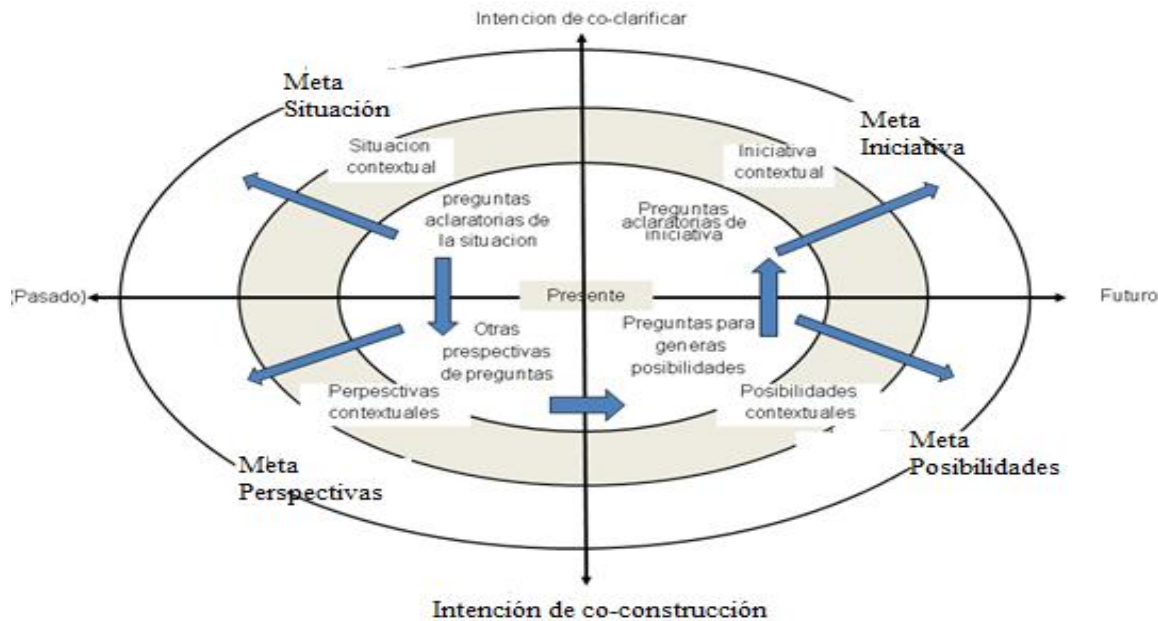 Intencion de co-clarificar
Meta
Situación
Meta
Iniciativa
Situacion
contextual
Iniciativa
contextual
preguntas
aclaratorias de
la situacion
Preguntas
aclaratorias de
iniciativa
(Pasado)
Presente
Futuro
Otras
prespectivas
de preguntas
Preguntas para
generas
posibilidades
Perpesctivas
contextuales
Posibilidades
contextuales
Meta
Perspectivas
Meta
Posibilidades
Intención de co-construcción